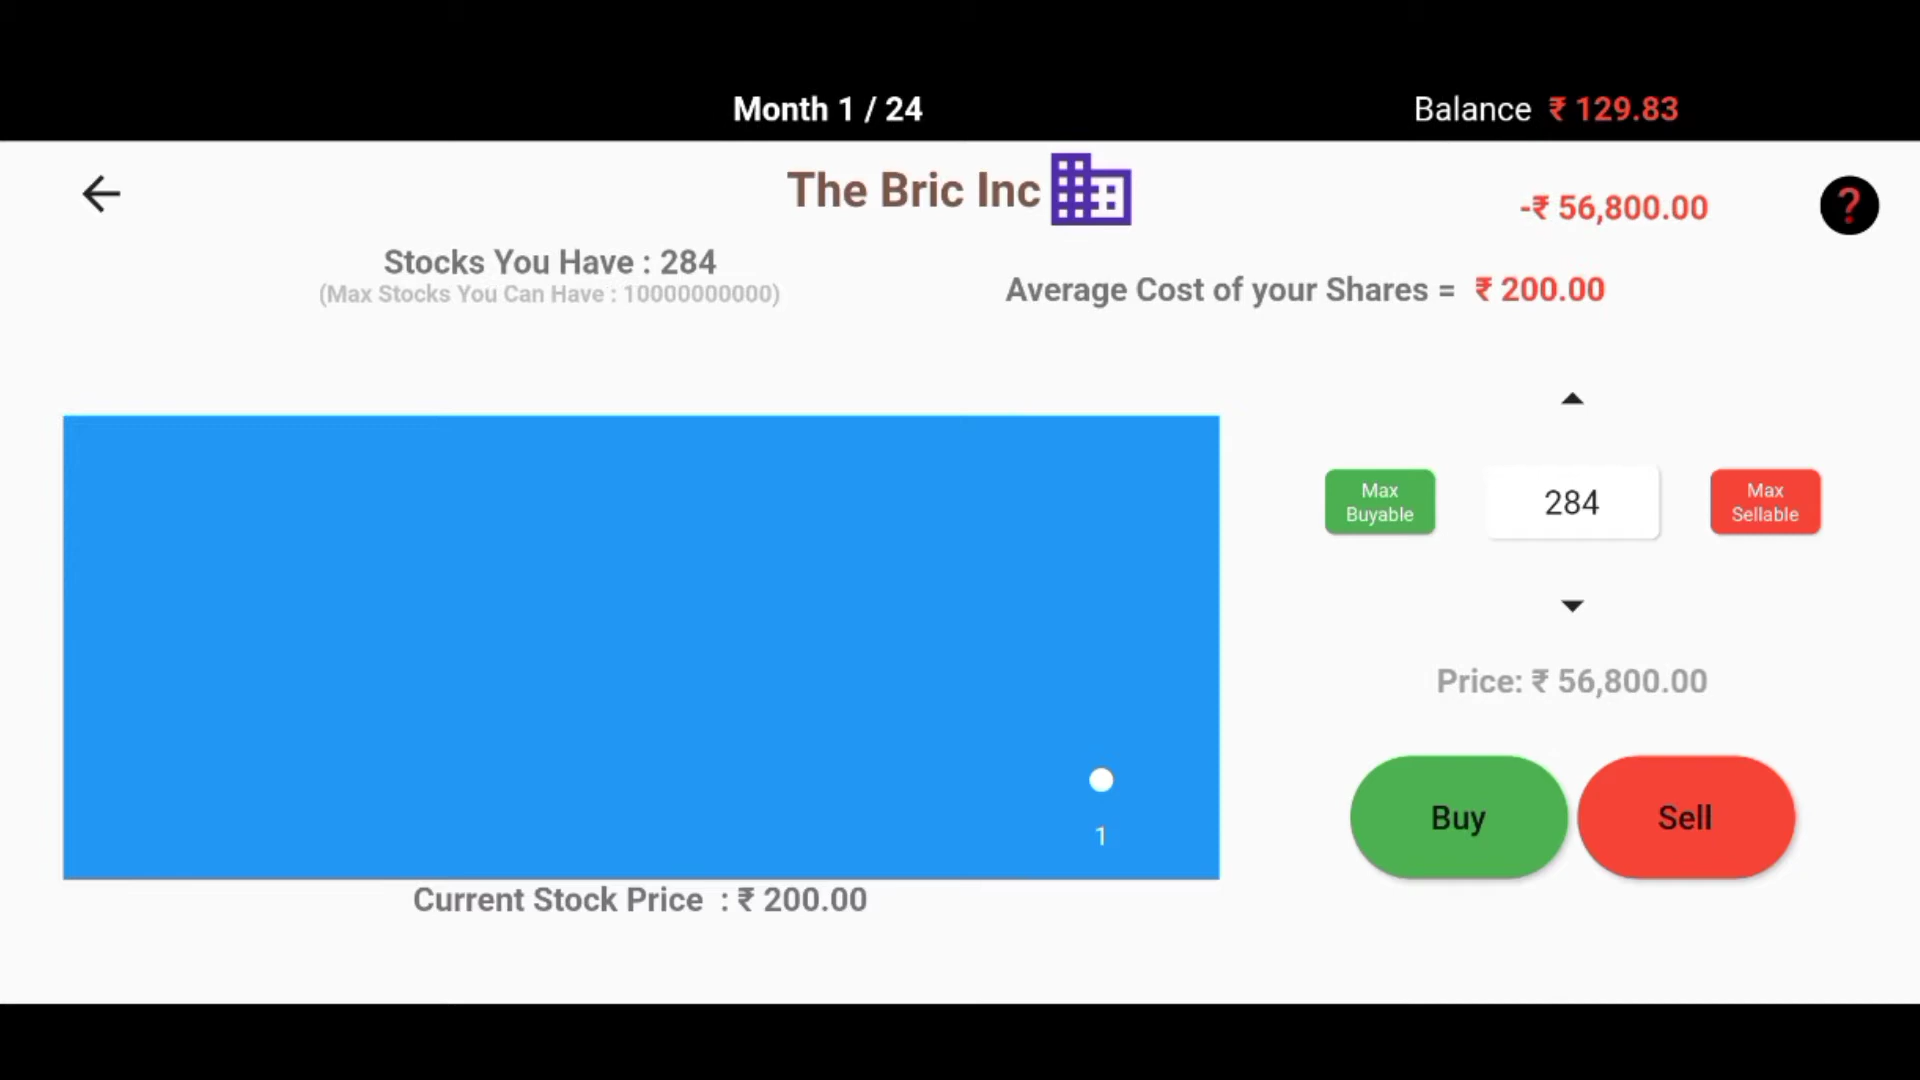 Month 1 / 24
Balance ₹ 129.83
The Bric Inc
-₹ 56,800.00
?
Stocks You Have : 284
(Max Stocks You Can Have : 10000000000)
Average Cost of your Shares = ₹ 200.00
Max
Buyable
284
Max
Sellable
Price: ₹ 56,800.00
1
Buy
Sell
Current Stock Price : ₹ 200.00